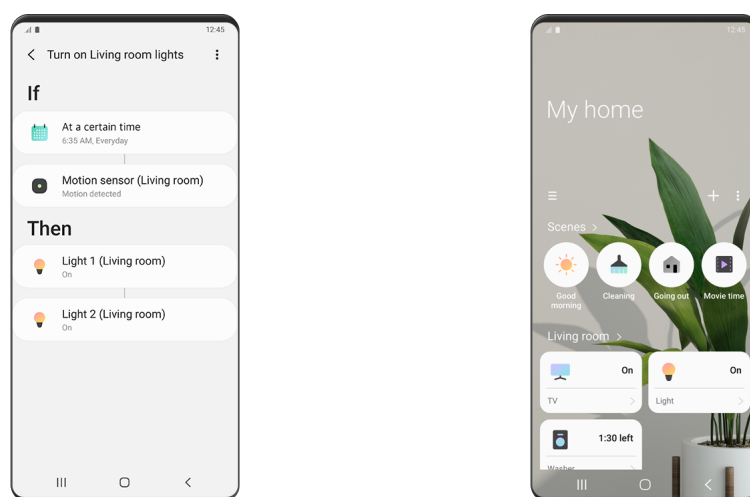 12:45
Turn on Living room lights
If
At a certain time
6:35 AM, Everyday
Motion sensor (Living room)
Motion detected
Then
Light 1 (Living room)
On
Light 2 (Living room)
On
12:45
My home
Scenes >
Good
morning
Cleaning
Going out
Movie time
Living room >
On
TV
On
Light
1:30 left
Washer